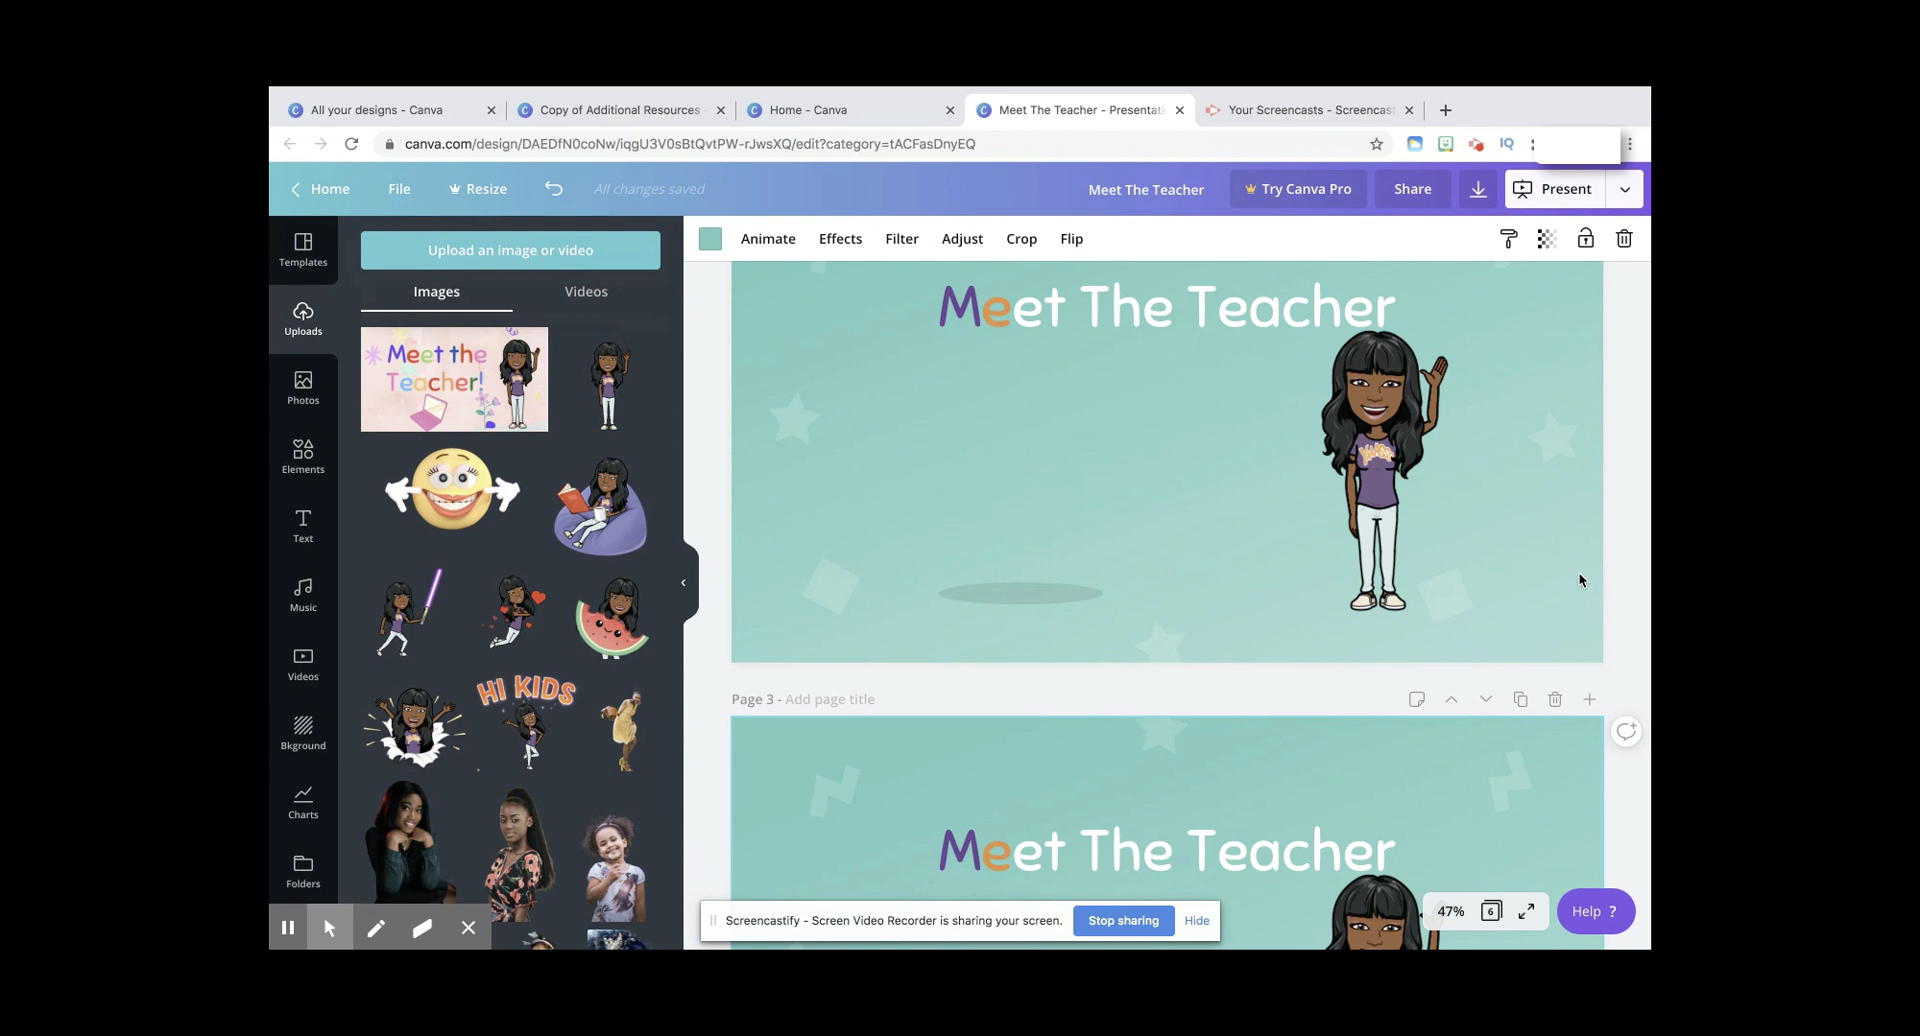 All your designs - Canva
Copy of Additional Resources -
Home - Canva
Meet The Teacher - Presentati
Your Screencasts - Screencast
canva.com/design/DAEDfN0coNw/iqgU3V0sBtQvtPW-rJwsXQ/edit?category=tACFasDnyEQ
IQ
Home
File
Resize
All changes saved
Meet The Teacher
Try Canva Pro
Share
Present
Templates
Uploads
Photos
Elements
Text
Music
Videos
Bkground
Charts
Folders
Upload an image or video
Images
Videos
Meet the
Teacher!
HI KIDS
Animate
Effects
Filter
Adjust
Crop
Flip
Meet The Teacher
Page 3 - Add page title
Meet The Teacher
Screencastify - Screen Video Recorder is sharing your screen.
Stop sharing
Hide
47%
6
Help ?